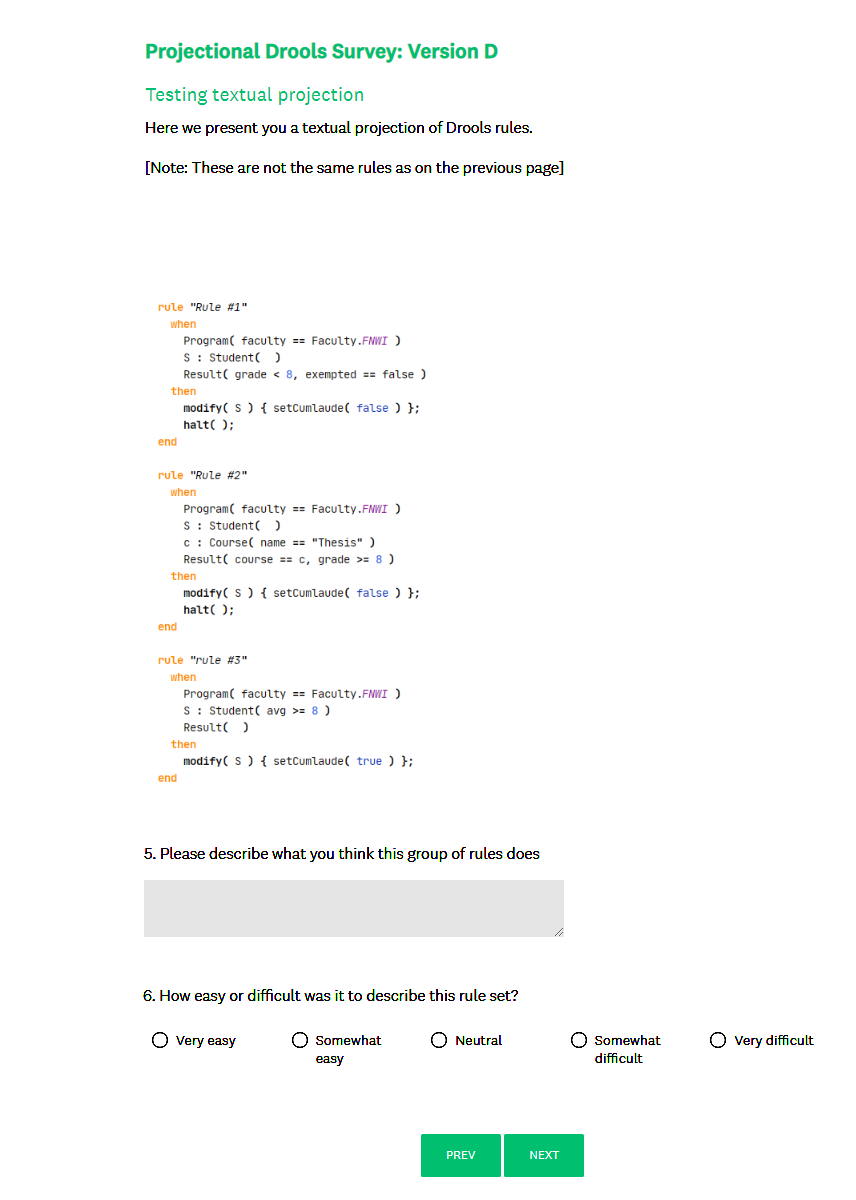 Projectional Drools Survey: Version D
Testing textual projection
Here we present you a textual projection of Drools rules.
[Note: These are not the same rules as on the previous page]
rule "Rule #1"
when
Program( faculty == Faculty.FNWI )
S : Student( )
Result( grade < 8, exempted == false )
then
modify( S ) { setCumlaude( false ) };
halt( );
end
rule "Rule #2"
when
Program( faculty == Faculty.FNWI )
S : Student( )
c : Course( name == "Thesis" )
Result( course == c, grade >= 8 )
then
modify( S ) { setCumlaude( false ) };
halt( );
end
rule "rule #3"
when
Program( faculty == Faculty.FNWI )
S : Student( avg >= 8 )
Result( )
then
modify( S ) { setCumlaude( true ) };
end
5. Please describe what you think this group of rules does
6. How easy or difficult was it to describe this rule set?
Very easy
Somewhat
easy
Neutral
Somewhat
difficult
Very difficult
PREV NEXT